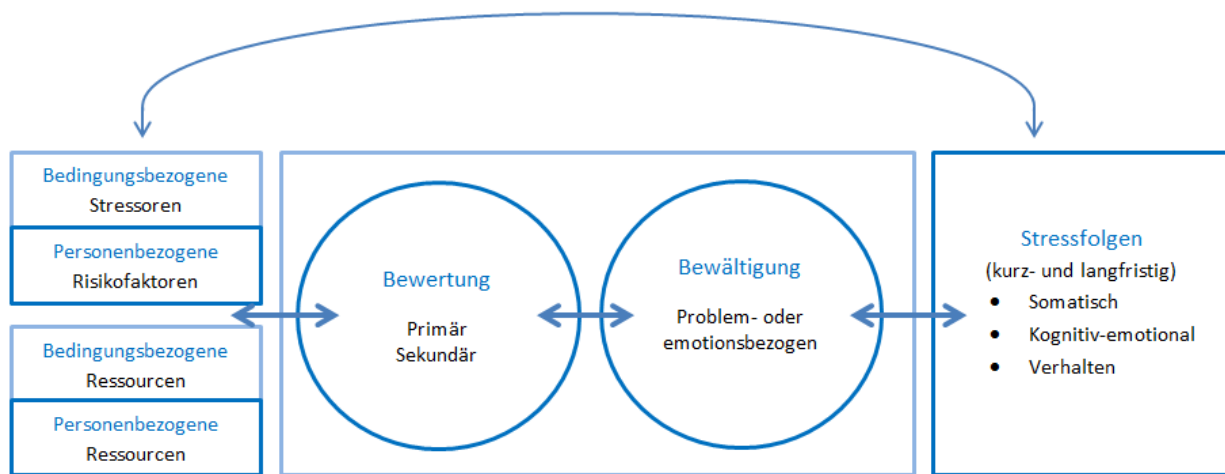 Bedingungsbezogene
Stressoren
Personenbezogene
Risikofaktoren
Bedingungsbezogene
Ressourcen
Personenbezogene
Ressourcen
Bewertung
Primär
Sekundär
Bewältigung
Problem- oder
emotionsbezogen
Stressfolgen
(kurz- und langfristig)
• Somatisch
• Kognitiv-emotional
• Verhalten